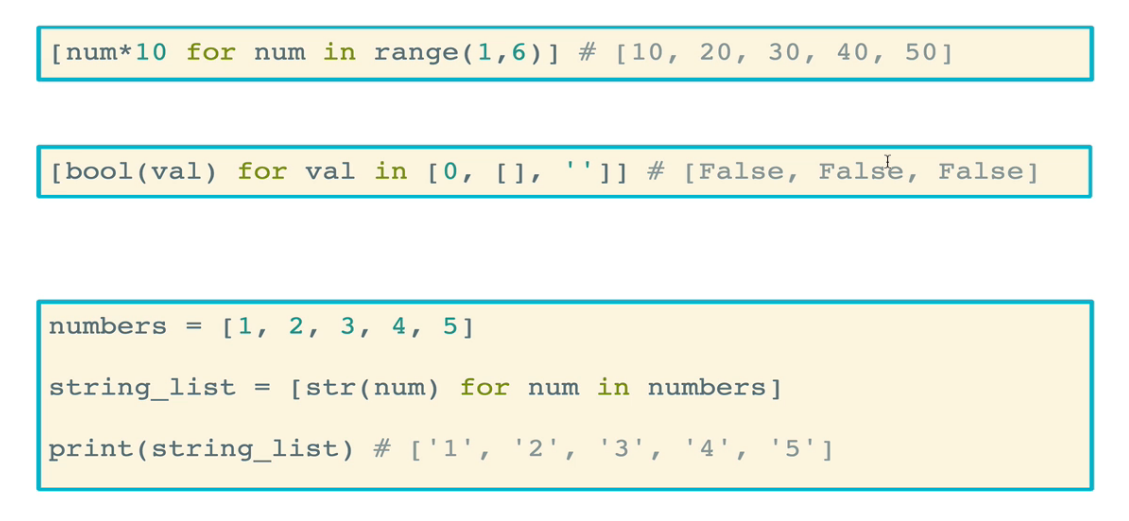 [num*10 for num in range(1,6)] # [10, 20, 30, 40, 50]
[bool(val) for val in [0, [], '']] # [False, False, False]
numbers = [1, 2, 3, 4, 5]
string_list = [str(num) for num in numbers]
print(string_list) # ['1', '2', '3', '4', '5']